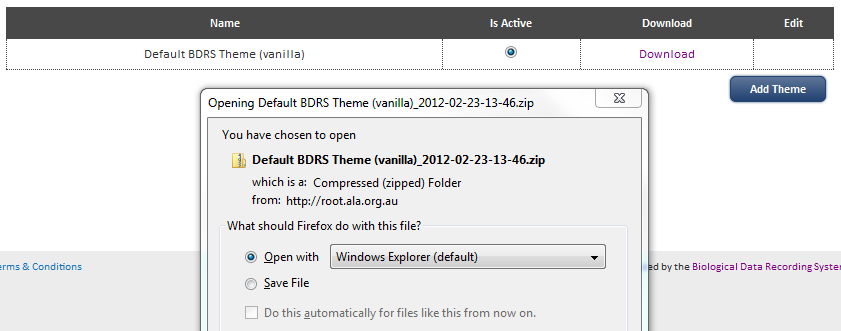 Name Is Active Download Edit
Default BDRS Theme (vanilla) Download
Add Theme
Opening Default BDRS Theme (vanilla)_2012-02-23-13-46.zip
You have chosen to open
Default BDRS Theme (vanilla)_2012-02-23-13-46.zip
which is a: Compressed (zipped) Folder
from: http://root.ala.org.au
What should Firefox do with this file?
Open with Windows Explorer (default)
erms & Conditions ed by the Biological Data Recording Syste
Save File
Do this automatically for files like this from now on.